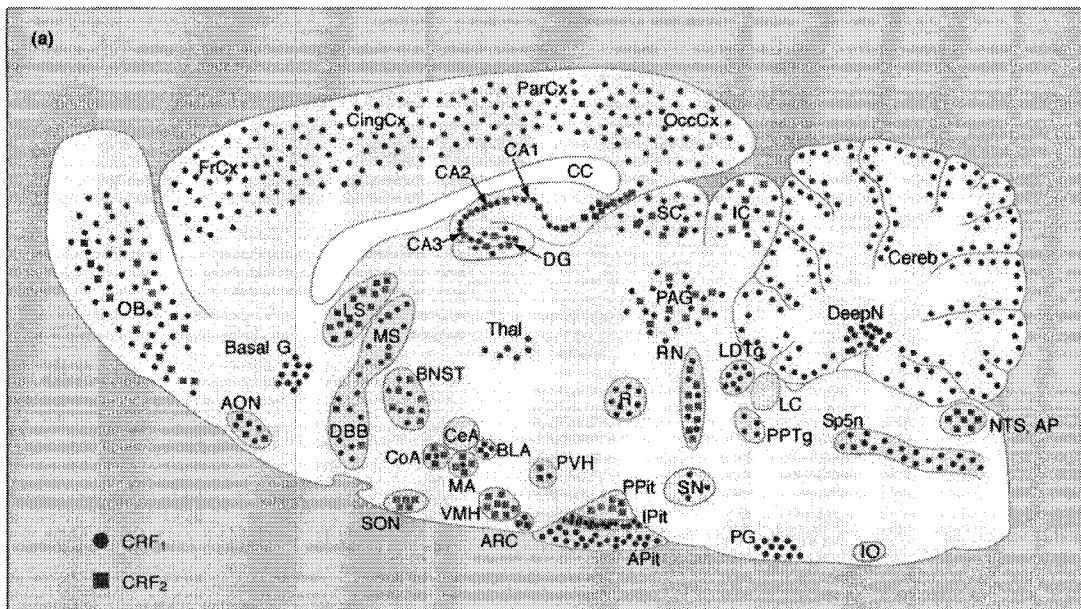 (a)
ParCx
CingCx
OccCx
FrCx
CA1
CA2
CC
SC
IC
CA3
DG
Cereb
OB
LS
PAG
MS
Thal
DeepN
Basal G
RN
LDTg
BNST
AON
R
LC
DBB
CeA
PPTg
Sp5n
NTS, AP
CoA
BLA
PVH
MA
PPit
SN
SON
VMH
IPit
ARC
APit
PG
IO
CRF1
CRF2